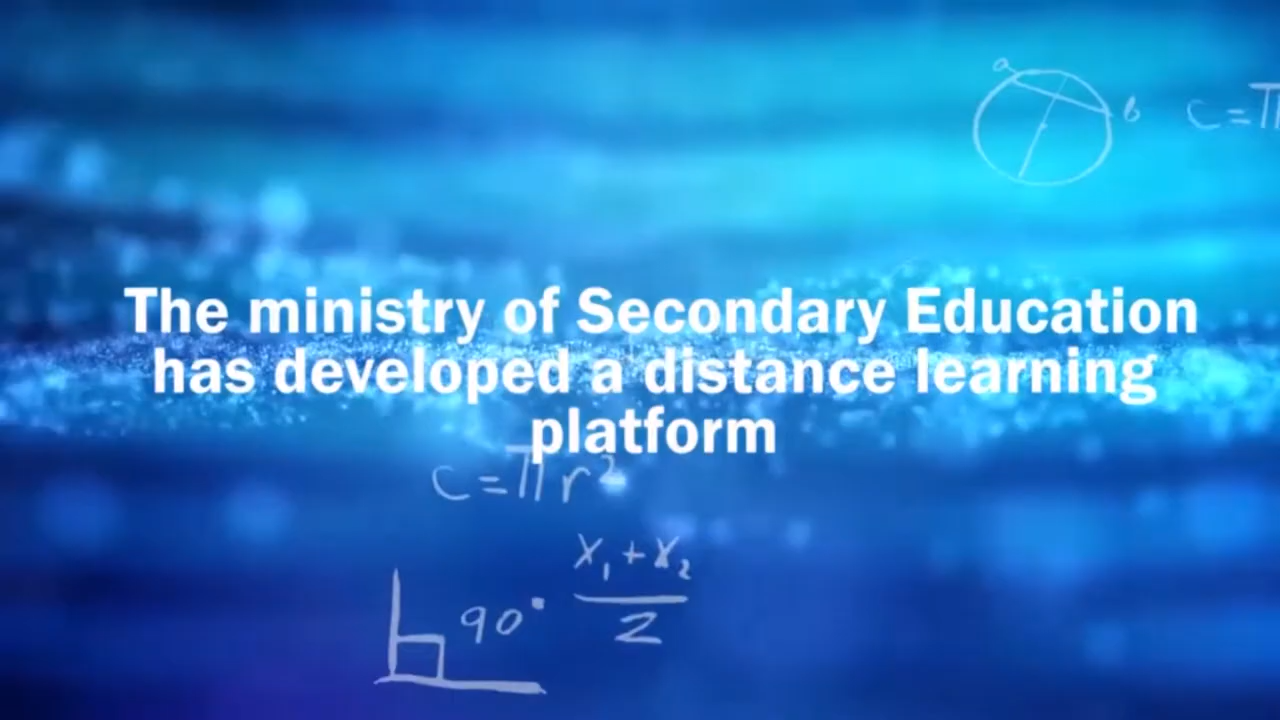 a
b
c=π
The ministry of Secondary Education
has developed a distance learning
platform
c=πr²
x₁+x₂
2
90°